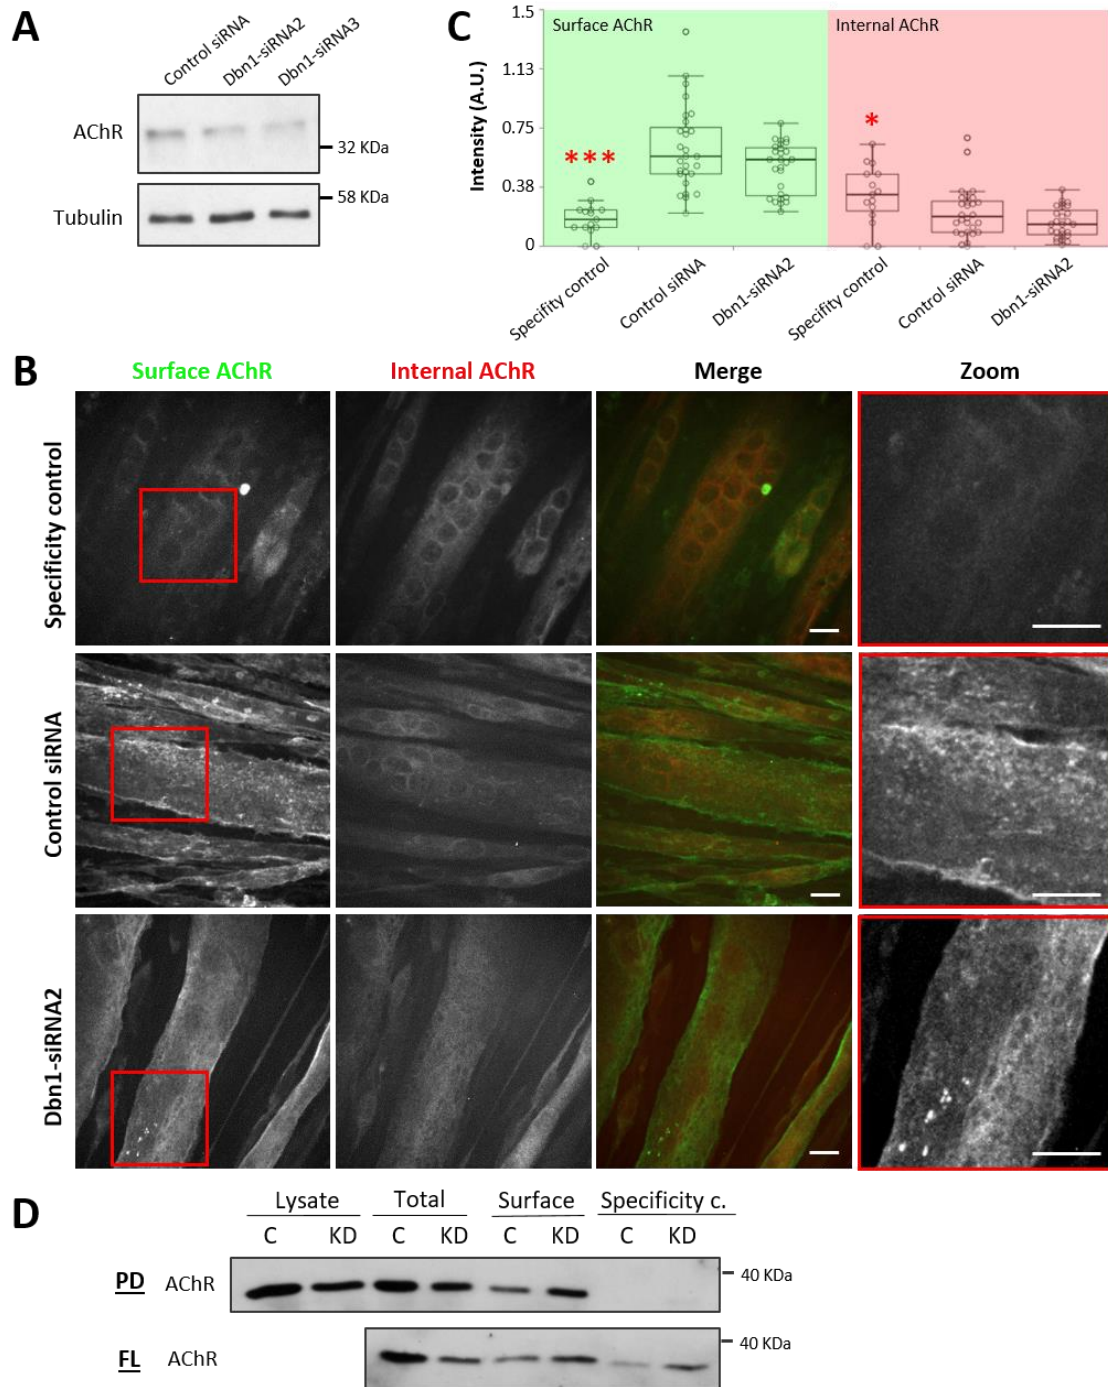 A
Control siRNA
Dbn1-siRNA2
Dbn1-siRNA3
AChR
32 KDa
58 KDa
Tubulin
C
Surface AChR
Internal AChR
Intensity (A.U.)
1.5
1.13
0.75
0.38
0
***
*
Specifity control
Control siRNA
Dbn1-siRNA2
Specifity control
Control siRNA
Dbn1-siRNA2
B
Surface AChR Internal AChR Merge Zoom
Specificity control
Control siRNA
Dbn1-siRNA2
D
Lysate Total Surface Specificity c.
C KD C KD C KD C KD
PD AChR 40 KDa
FL AChR 40 KDa